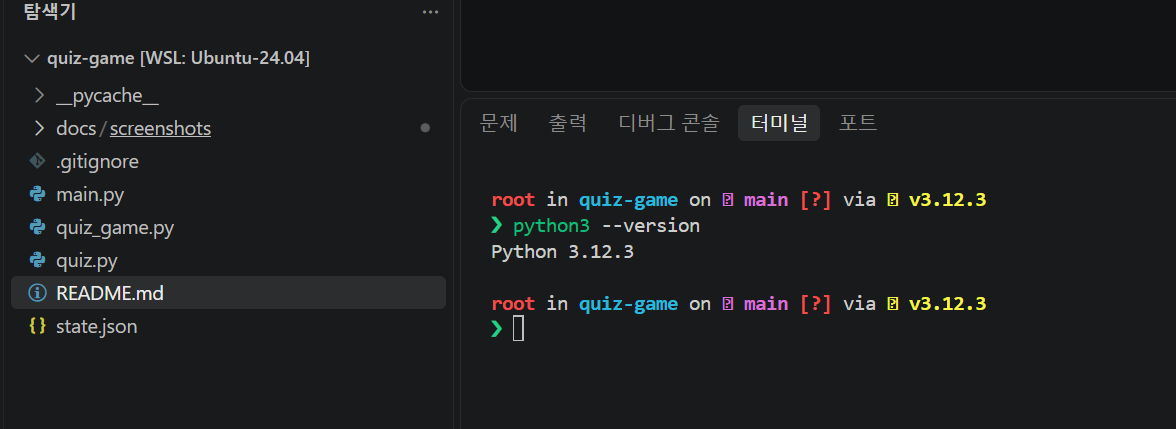 탐색기
quiz-game [WSL: Ubuntu-24.04]
__pycache__
docs/screenshots
.gitignore
main.py
quiz_game.py
quiz.py
README.md
state.json
문제 출력 디버그 콘솔 터미널 포트
root in quiz-game on main [?] via v3.12.3
❯ python3 --version
Python 3.12.3
root in quiz-game on main [?] via v3.12.3
❯